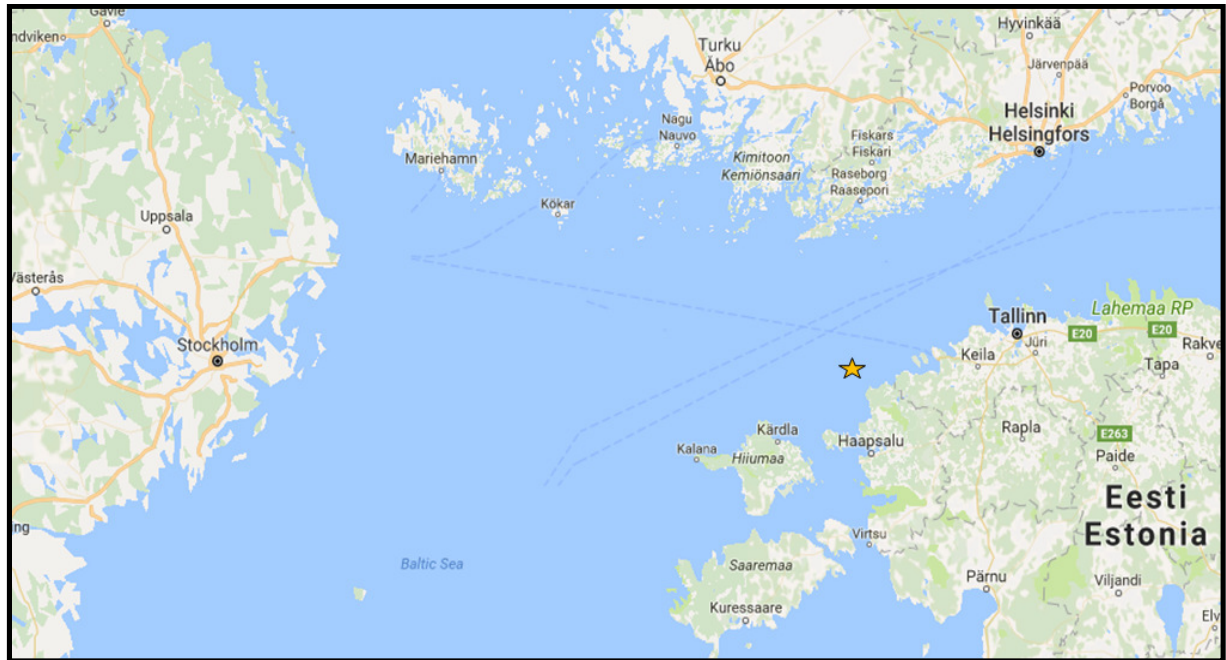 Gävle
ndviken
Hyvinkää
Turku
Åbo
Järvenpää
Porvoo
Borgå
Helsinki
Helsingfors
Nagu
Nauvo
Fiskars
Fiskari
Mariehamn
Kimitoon
Kemiönsaari
Raseborg
Raasepori
Kökar
Uppsala
Västerås
Lahemaa RP
Tallinn
E20
E20
Stockholm
Jüri
Rakve
Keila
Tapa
Kärdla
Rapla
E263
Haapsalu
Kalana
Hiiumaa
Paide
Eesti
Estonia
ng
Virtsu
Baltic Sea
Saaremaa
Pärnu
Viljandi
Kuressaare
Elv